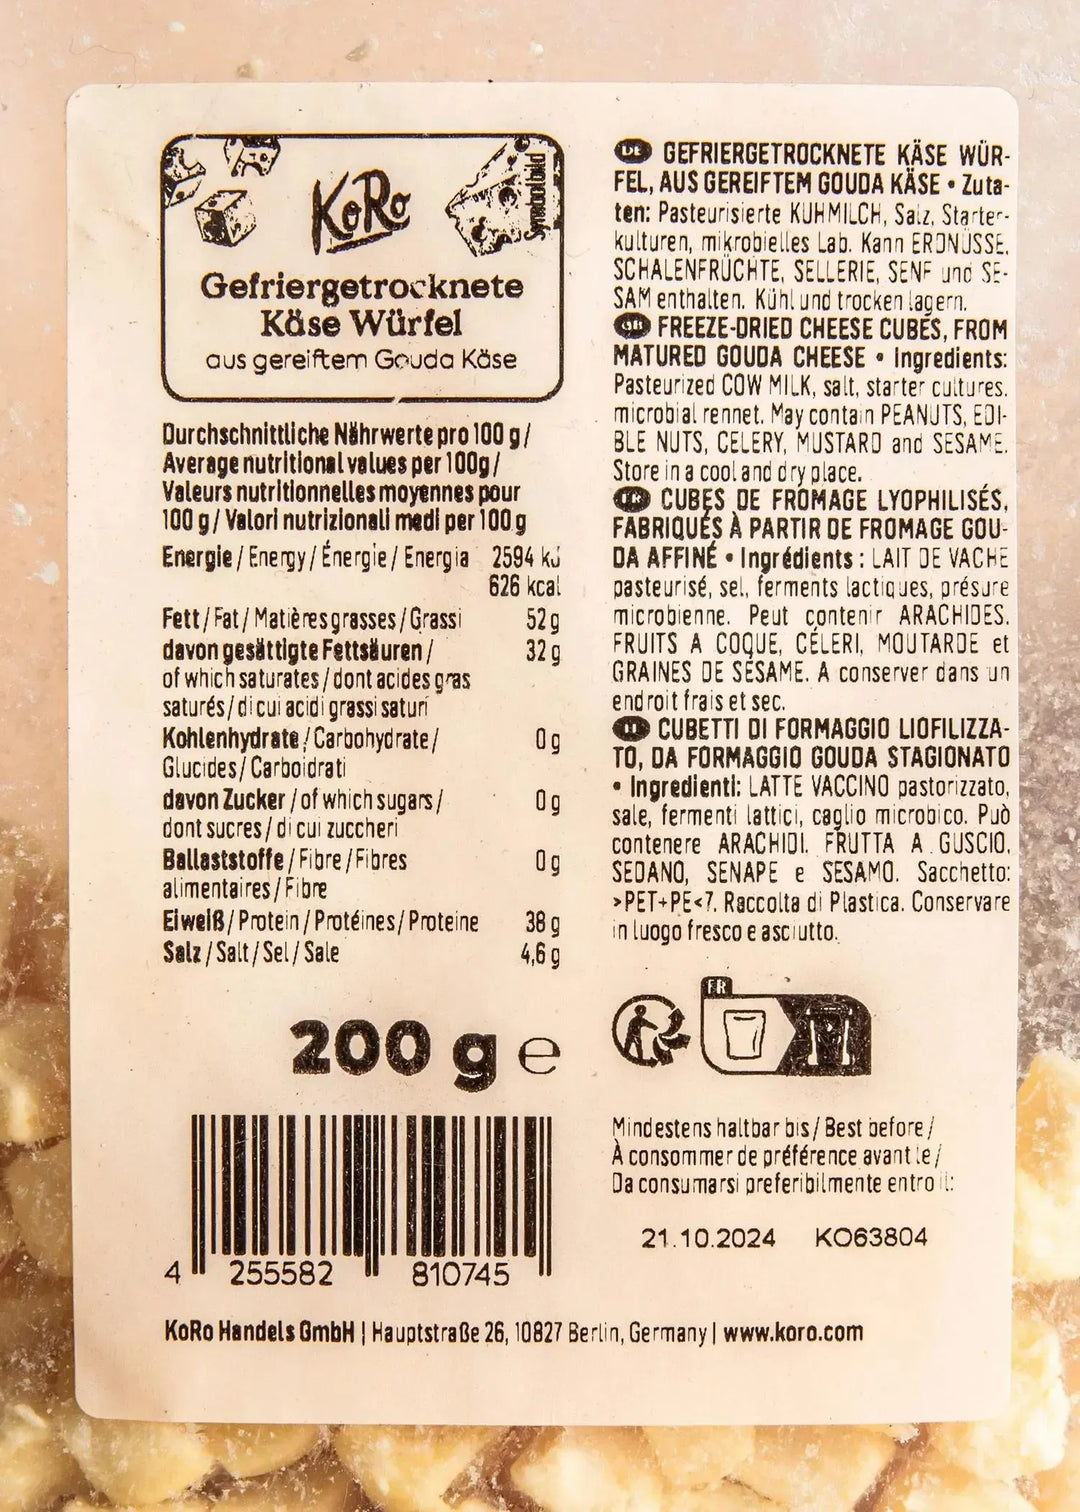 KoRo
Symbolbild
Gefriergetrocknete
Käse Würfel
aus gereiftem Gouda Käse
Durchschnittliche Nährwerte pro 100 g/
Average nutritional values per 100g/
Valeurs nutritionnelles moyennes pour
100 g/ Valori nutrizionali medi per 100 g
Energie / Energy / Énergie / Energia 2594 kJ
626 kcal
Fett / Fat / Matières grasses / Grassi 52 g
davon gesättigte Fettsäuren / 32 g
of which saturates / dont acides gras
saturés / di cui acidi grassi saturi
Kohlenhydrate / Carbohydrate / 0 g
Glucides / Carboidrati
davon Zucker / of which sugars / 0 g
dont sucres / di cui zuccheri
Ballaststoffe / Fibre / Fibres 0 g
alimentaires / Fibre
Eiweiß / Protein / Protéines / Proteine 38 g
Salz / Salt / Sel / Sale 4,6 g
200 g e
4 255582 810745
DE GEFRIERGETROCKNETE KÄSE WÜR-
FEL, AUS GEREIFTEM GOUDA KÄSE • Zuta-
ten: Pasteurisierte KUHMILCH, Salz, Starter-
kulturen, mikrobielles Lab. Kann ERDNÜSSE,
SCHALENFRÜCHTE, SELLERIE, SENF und SE-
SAM enthalten. Kühl und trocken lagern.
GB FREEZE-DRIED CHEESE CUBES, FROM
MATURED GOUDA CHEESE • Ingredients:
Pasteurized COW MILK, salt, starter cultures,
microbial rennet. May contain PEANUTS, EDI-
BLE NUTS, CELERY, MUSTARD and SESAME.
Store in a cool and dry place.
FR CUBES DE FROMAGE LYOPHILISÉS,
FABRIQUÉS À PARTIR DE FROMAGE GOU-
DA AFFINÉ • Ingrédients : LAIT DE VACHE
pasteurisé, sel, ferments lactiques, présure
microbienne. Peut contenir ARACHIDES,
FRUITS A COQUE, CÉLERI, MOUTARDE et
GRAINES DE SÉSAME. A conserver dans un
endroit frais et sec.
IT CUBETTI DI FORMAGGIO LIOFILIZZA-
TO, DA FORMAGGIO GOUDA STAGIONATO
• Ingredienti: LATTE VACCINO pastorizzato,
sale, fermenti lattici, caglio microbico. Può
contenere ARACHIDI, FRUTTA A GUSCIO,
SEDANO, SENAPE e SESAMO. Sacchetto:
>PET+PE<7. Raccolta di Plastica. Conservare
in luogo fresco e asciutto.
FR
Mindestens haltbar bis / Best before /
À consommer de préférence avant le /
Da consumarsi preferibilmente entro il:
21.10.2024 KO63804
KoRo Handels GmbH | Hauptstraße 26, 10827 Berlin, Germany | www.koro.com